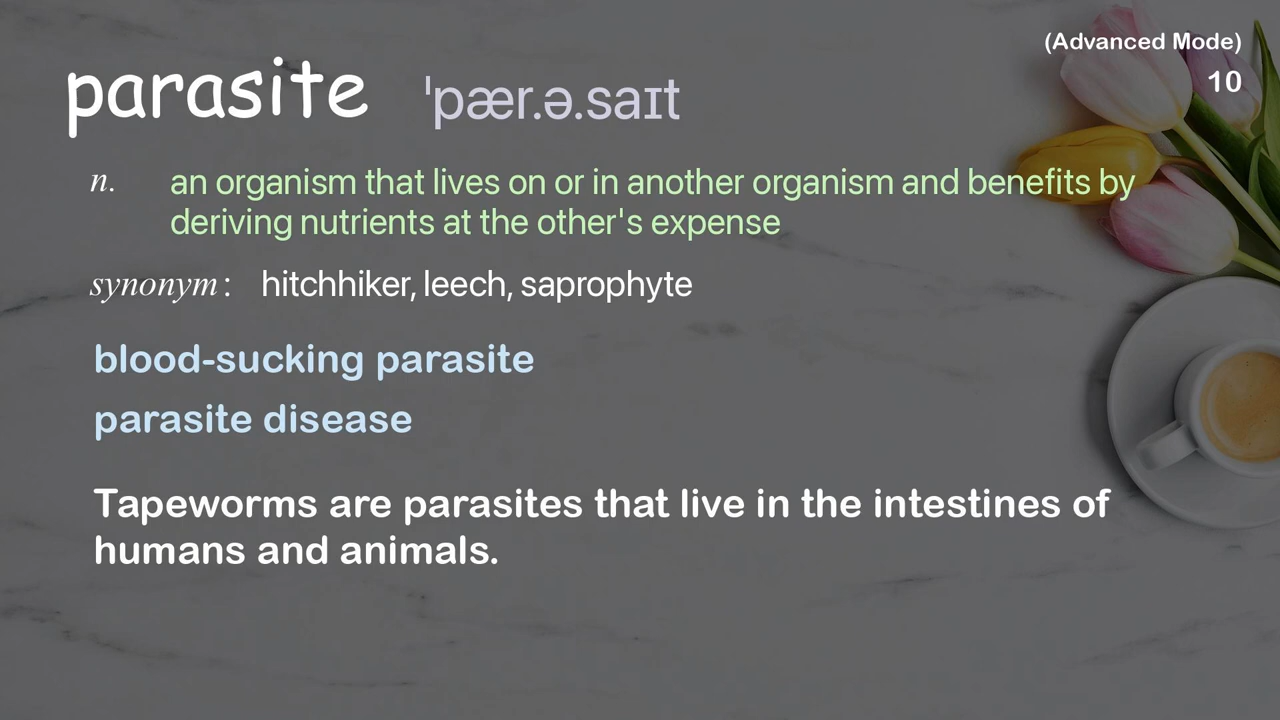 (Advanced Mode)
10
parasite ˈpær.ə.saɪt
n. an organism that lives on or in another organism and benefits by
deriving nutrients at the other's expense
synonym: hitchhiker, leech, saprophyte
blood-sucking parasite
parasite disease
Tapeworms are parasites that live in the intestines of
humans and animals.